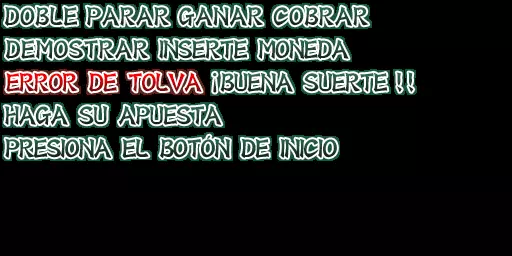 DOBLE PARAR GANAR COBRAR
DEMOSTRAR INSERTE MONEDA
ERROR DE TOLVA ¡BUENA SUERTE !!
HAGA SU APUESTA
PRESIONA EL BOTÓN DE INICIO